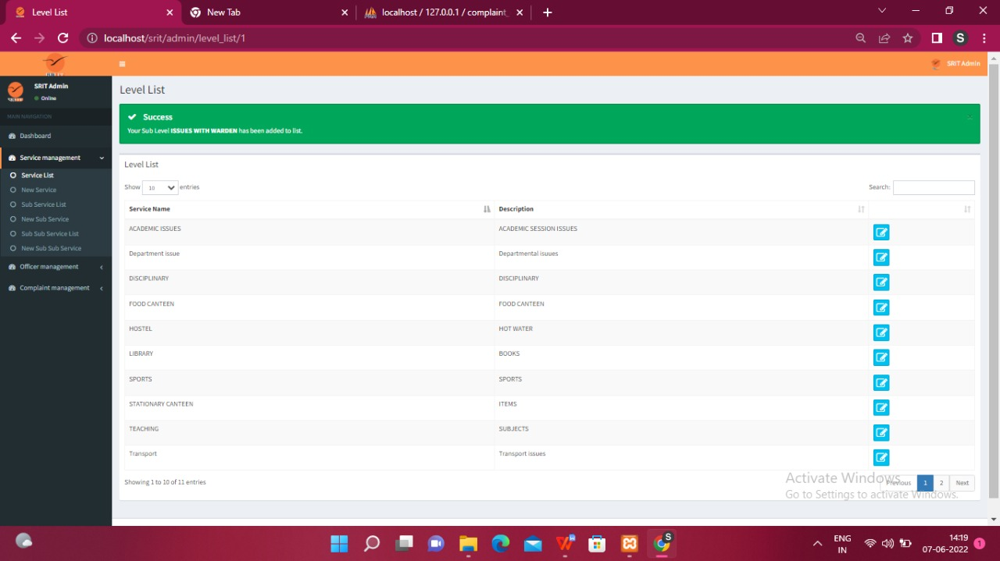 Level List
New Tab
localhost / 127.0.0.1 / complaint_
localhost/srit/admin/level_list/1
S
SRIT Admin
SRIT Admin
Online
MAIN NAVIGATION
Dashboard
Service management
Service List
New Service
Sub Service List
New Sub Service
Sub Sub Service List
New Sub Sub Service
Officer management
Complaint management
Level List
Success
Your Sub Level ISSUES WITH WARDEN has been added to list.
Level List
Show 10 entries
Search:
Service Name Description
ACADEMIC ISSUES ACADEMIC SESSION ISSUES
Department issue Departmental isuues
DISCIPLINARY DISCIPLINARY
FOOD CANTEEN FOOD CANTEEN
HOSTEL HOT WATER
LIBRARY BOOKS
SPORTS SPORTS
STATIONARY CANTEEN ITEMS
TEACHING SUBJECTS
Transport Transport issues
Showing 1 to 10 of 11 entries
Previous 1 2 Next
Activate Windows
Go to Settings to activate Windows.
S
ENG
IN
14:19
07-06-2022
1